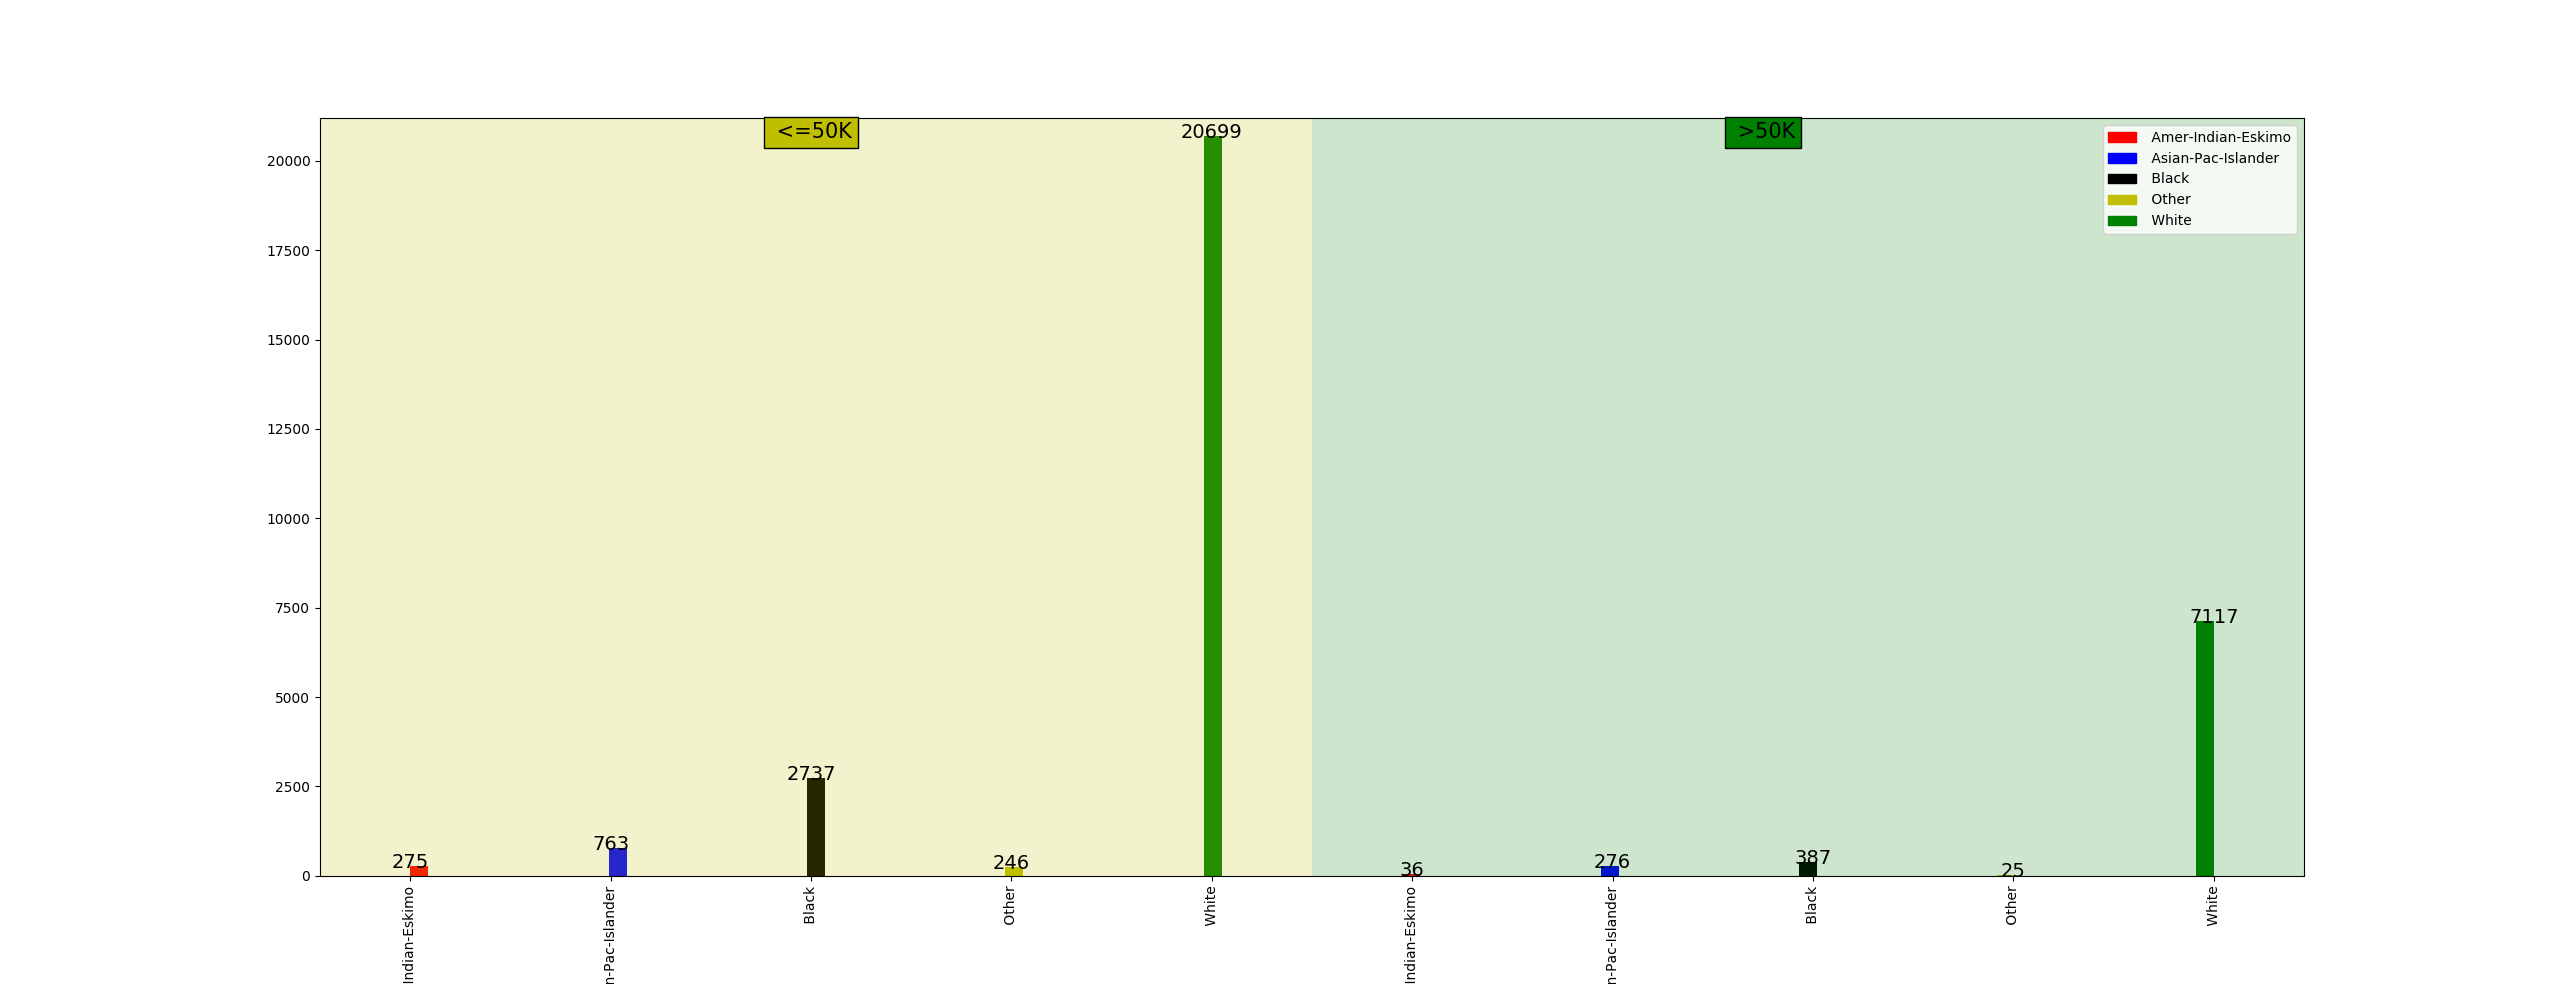 <=50K
20699
>50K
Amer-Indian-Eskimo
Asian-Pac-Islander
Black
Other
White
20000
17500
15000
12500
10000
7500
5000
2500
0
7117
2737
763
275
246
36
276
387
25
Indian-Eskimo
n-Pac-Islander
Black
Other
White
Indian-Eskimo
n-Pac-Islander
Black
Other
White